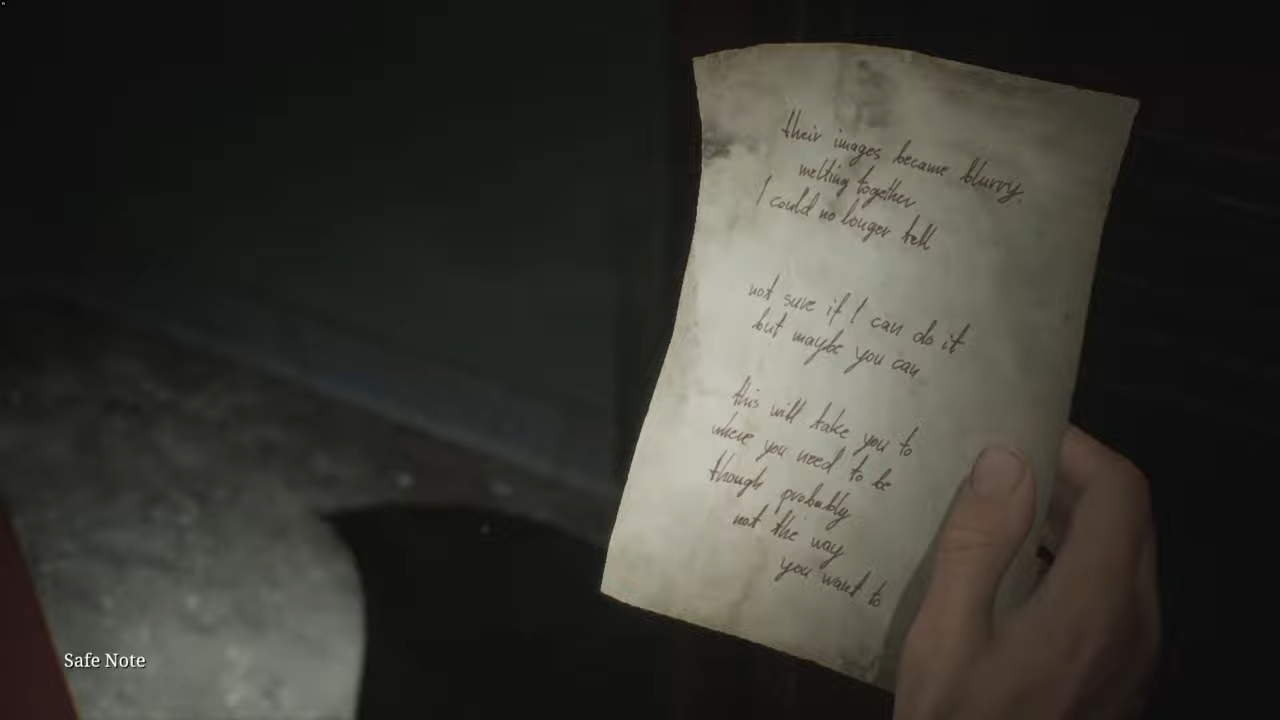 their images became blurry.
melting together.
I could no longer tell
not sure if I can do it
but maybe you can
this will take you to
where you need to be
though probably
not the way
you want to
Safe Note